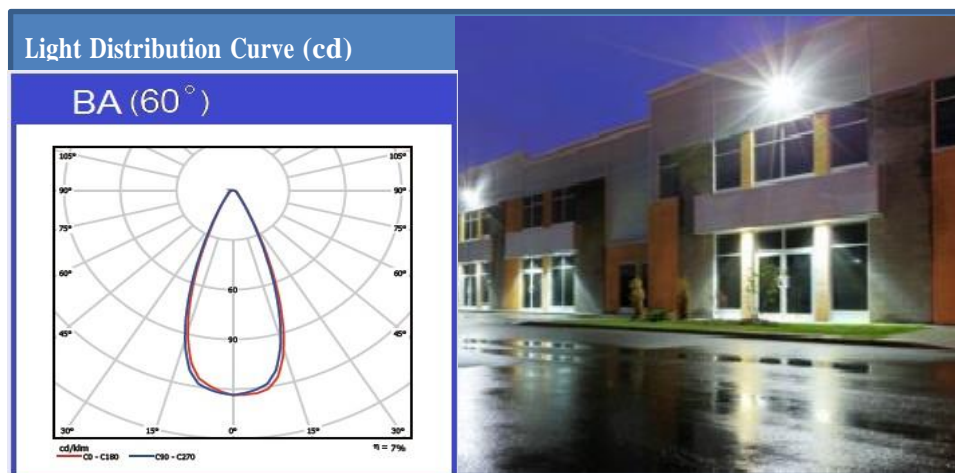 Light Distribution Curve (cd)
BA (60°)
105° 105°
90° 90°
75° 75°
60° 60 60°
45° 90 45°
30° 15° 0° 15° 30°
cd/klm η = 7%
C0 - C180 C90 - C270